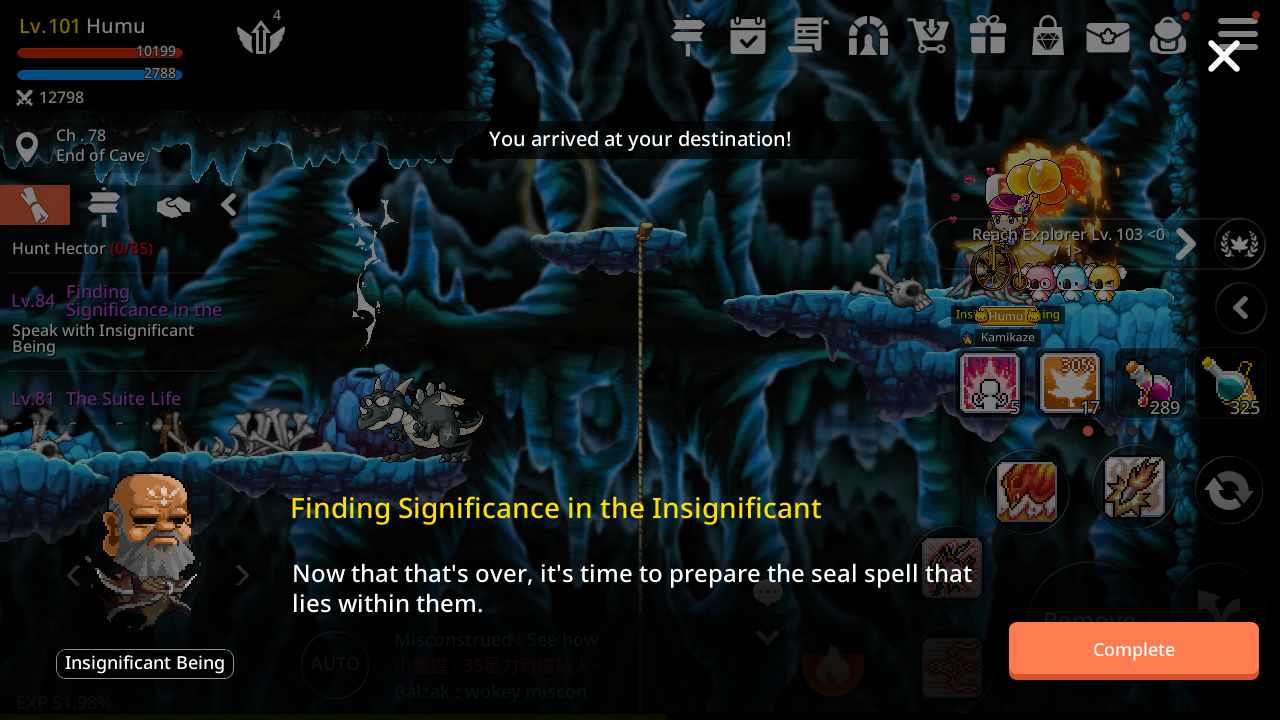 Lv.101 Humu
4
10199
2788
12798
Ch . 78
End of Cave
You arrived at your destination!
Hunt Hector (0/85)
Lv.84 Finding
Significance in the
Speak with Insignificant
Being
Lv.81 The Suite Life
Reach Explorer Lv. 103 <0
/ 1>
Humu
Kamikaze
5
30%
17
289
325
Finding Significance in the Insignificant
Now that that's over, it's time to prepare the seal spell that
lies within them.
Remove
Complete
Insignificant Being
AUTO
Misconstrued : See how
Balzak : wokey miscon
EXP 51.98%